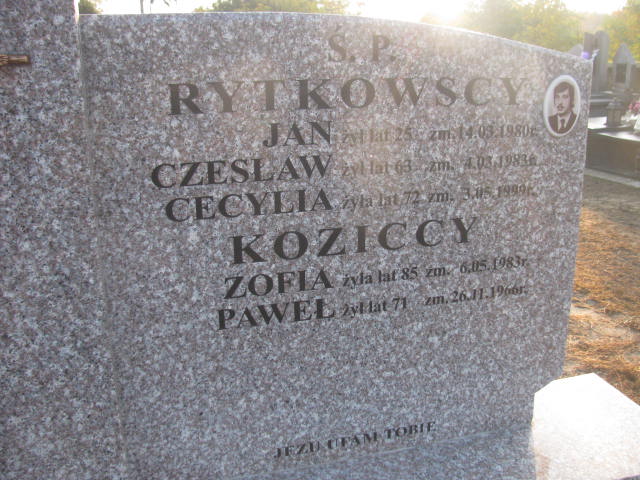 Ś. P.
RYTKOWSCY
JAN żył lat 25 zm. 14.03.1980r.
CZESŁAW żył lat 63 zm. 4.03.1983r.
CECYLIA żyła lat 72 zm. 3.05.1999r.
KOZICCY
ZOFIA żyła lat 85 zm. 6.05.1983r.
PAWEŁ żył lat 71 zm. 26.11.1966r.
JEZU UFAM TOBIE